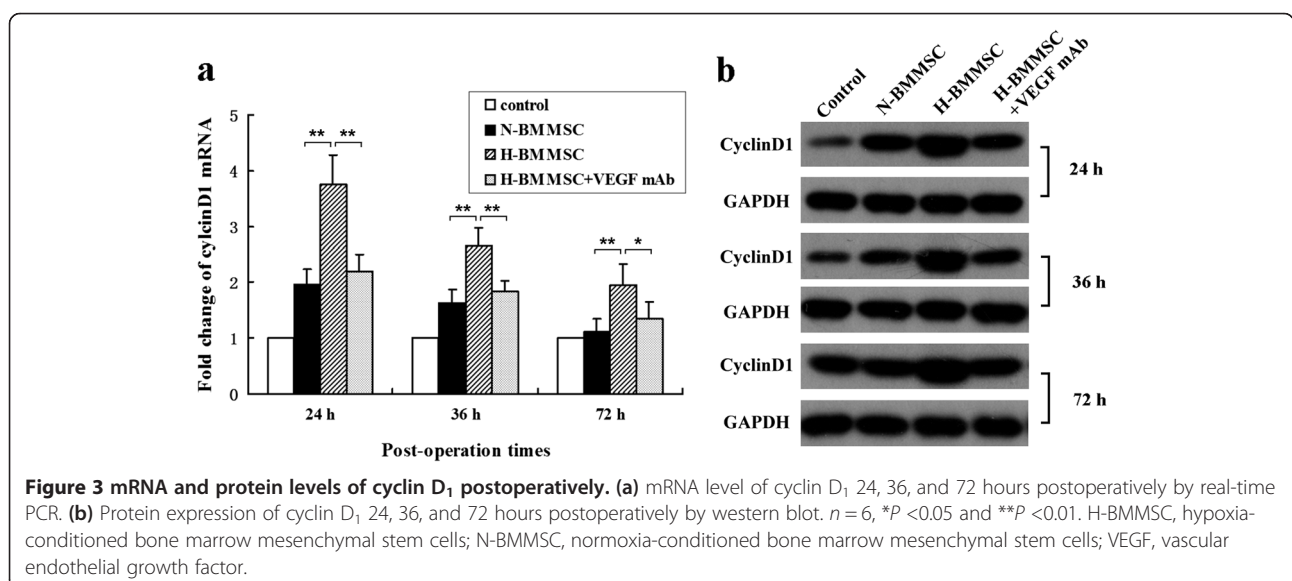 a
Fold change of cylcinD1 mRNA
5
4
3
2
1
0
** **
** **
** *
24 h 36 h 72 h
Post-operation times
control
N-BMMSC
H-BMMSC
H-BMMSC+VEGF mAb
b
Control
N-BMMSC
H-BMMSC
H-BMMSC
+VEGF mAb
CyclinD1
GAPDH
24 h
CyclinD1
GAPDH
36 h
CyclinD1
GAPDH
72 h
Figure 3 mRNA and protein levels of cyclin D₁ postoperatively. (a) mRNA level of cyclin D₁ 24, 36, and 72 hours postoperatively by real-time
PCR. (b) Protein expression of cyclin D₁ 24, 36, and 72 hours postoperatively by western blot. n = 6, *P <0.05 and **P <0.01. H-BMMSC, hypoxia-
conditioned bone marrow mesenchymal stem cells; N-BMMSC, normoxia-conditioned bone marrow mesenchymal stem cells; VEGF, vascular
endothelial growth factor.